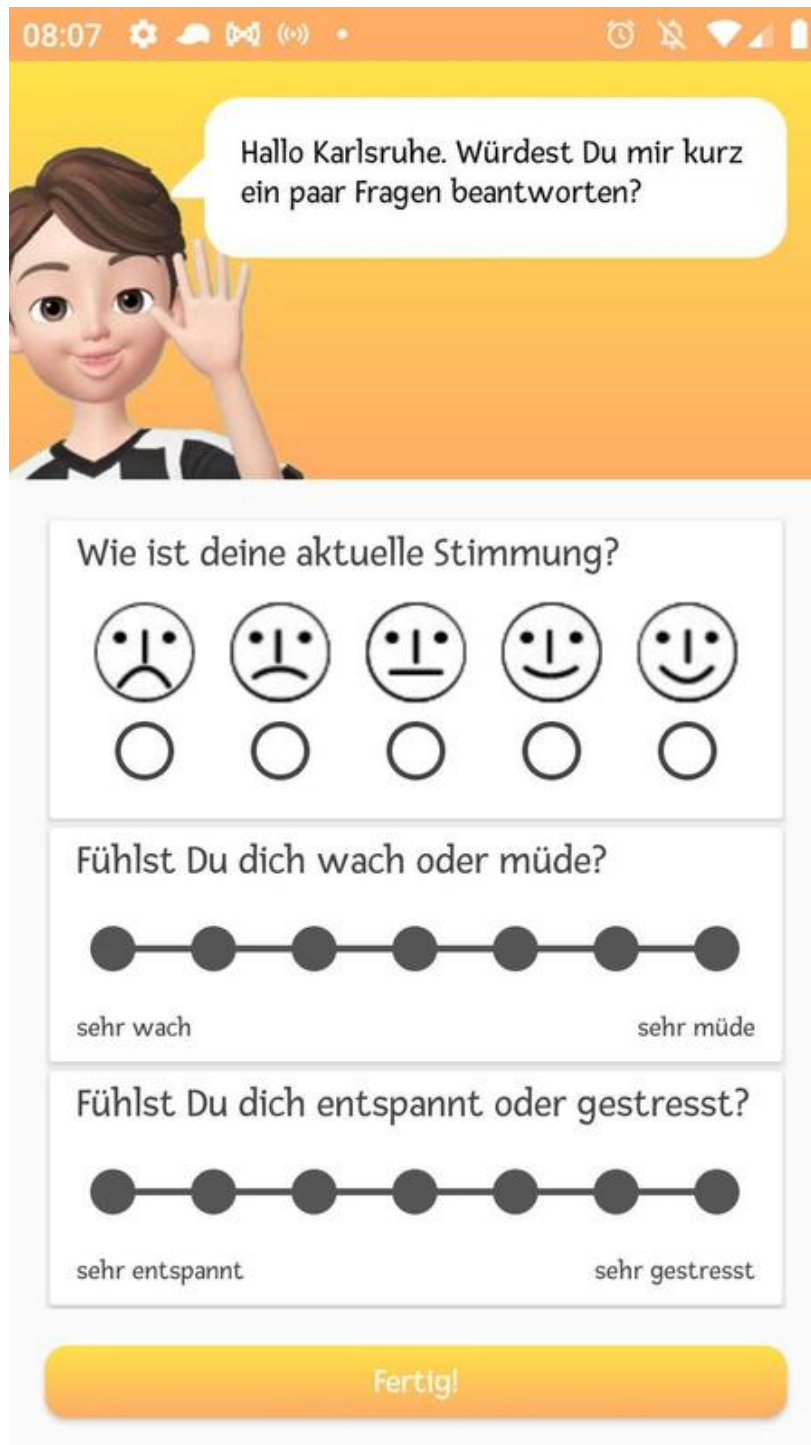 08:07
Hallo Karlsruhe. Würdest Du mir kurz
ein paar Fragen beantworten?
Wie ist deine aktuelle Stimmung?
Fühlst Du dich wach oder müde?
sehr wach sehr müde
Fühlst Du dich entspannt oder gestresst?
sehr entspannt sehr gestresst
Fertig!